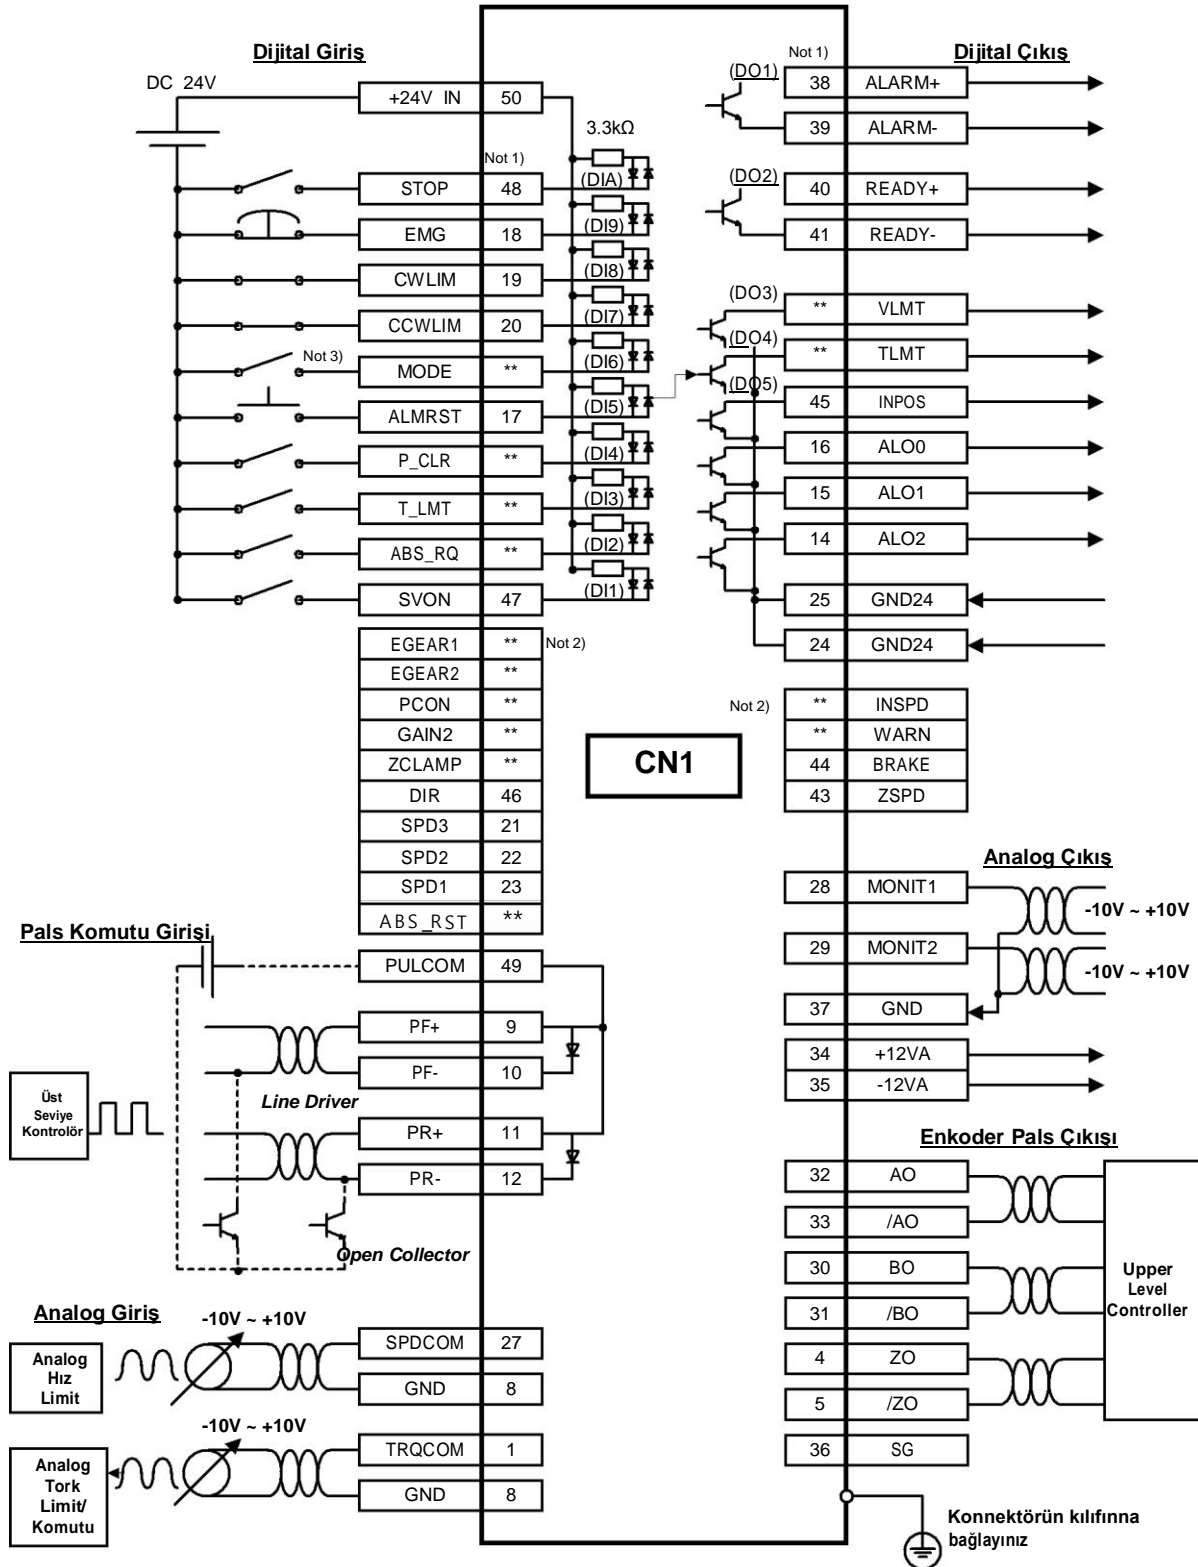 Dijital Giriş
DC 24V
+24V IN 50
3.3kΩ
Not 1)
STOP 48 (DIA)
EMG 18 (DI9)
CWLIM 19 (DI8)
CCWLIM 20 (DI7)
Not 3) MODE ** (DI6)
ALMRST 17 (DI5)
P_CLR ** (DI4)
T_LMT ** (DI3)
ABS_RQ ** (DI2)
SVON 47 (DI1)
EGEAR1 ** Not 2)
EGEAR2 **
PCON **
GAIN2 **
ZCLAMP **
DIR 46
SPD3 21
SPD2 22
SPD1 23
ABS_RST **
Pals Komutu Girişi
PULCOM 49
PF+ 9
PF- 10
Line Driver
Üst
Seviye
Kontrolör
PR+ 11
PR- 12
Open Collector
Analog Giriş
-10V ~ +10V
Analog
Hız
Limit
SPDCOM 27
GND 8
-10V ~ +10V
Analog
Tork
Limit/
Komutu
TRQCOM 1
GND 8
CN1
Not 1)
Dijital Çıkış
(DO1) 38 ALARM+
39 ALARM-
(DO2) 40 READY+
41 READY-
(DO3) ** VLMT
(DO4) ** TLMT
(DO5) 45 INPOS
16 ALO0
15 ALO1
14 ALO2
25 GND24
24 GND24
Not 2) ** INSPD
** WARN
44 BRAKE
43 ZSPD
Analog Çıkış
28 MONIT1
-10V ~ +10V
29 MONIT2
-10V ~ +10V
37 GND
34 +12VA
35 -12VA
Enkoder Pals Çıkışı
32 AO
33 /AO
30 BO
31 /BO
4 ZO
5 /ZO
36 SG
Upper
Level
Controller
Konnektörün kılıfınna
bağlayınız